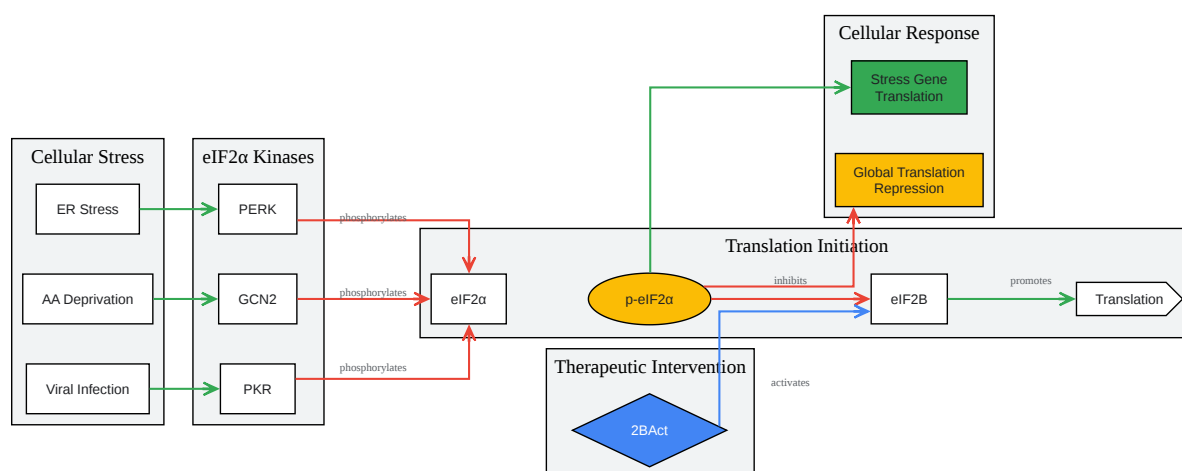 Cellular Response
Stress Gene
Translation
Global Translation
Repression
Cellular Stress
ER Stress
AA Deprivation
Viral Infection
eIF2α Kinases
PERK
GCN2
PKR
phosphorylates
phosphorylates
phosphorylates
Translation Initiation
eIF2α
p-eIF2α
inhibits
eIF2B
promotes
Translation
Therapeutic Intervention
2BAct
activates